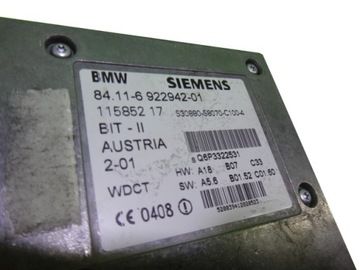 BMW SIEMENS
84.11-6 922942-01
115852 17 S30880-S8070-C100-4
BIT - II
AUSTRIA
2-01
S Q6P3322531
HW: A18 B07 C33
WDCT SW: A5.6 B01.52 C01.60
CE 0408 !